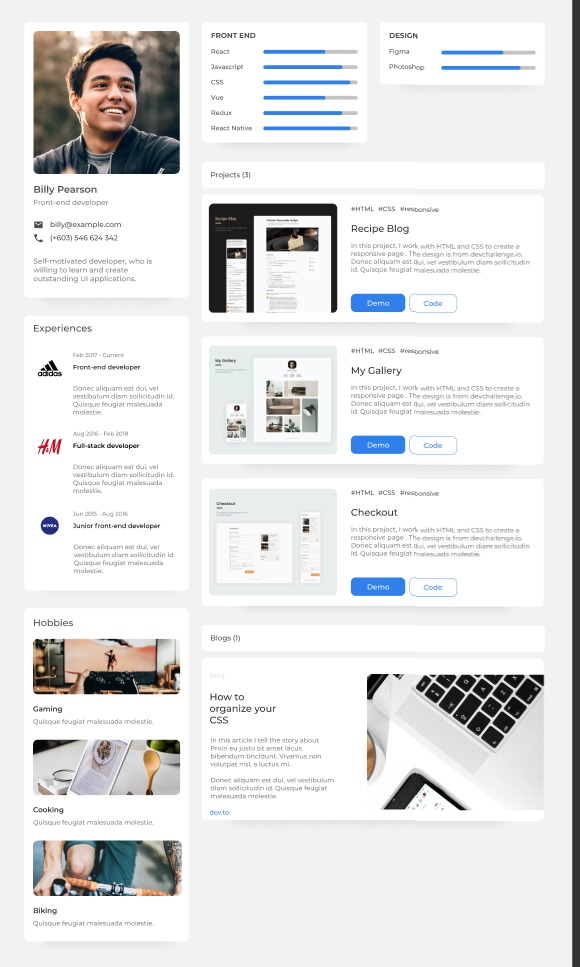 Billy Pearson
Front-end developer
billy@example.com
(+603) 546 624 342
Self-motivated developer, who is
willing to learn and create
outstanding UI applications.
Experiences
Feb 2017 - Current
adidas
Front-end developer
Donec aliquam est dui, vel
vestibulum diam sollicitudin id.
Quisque feugiat malesuada
molestie.
Aug 2016 - Feb 2018
H&M
Full-stack developer
Donec aliquam est dui, vel
vestibulum diam sollicitudin id.
Quisque feugiat malesuada
molestie.
Jun 2015 - Aug 2016
NIVEA
Junior front-end developer
Donec aliquam est dui, vel
vestibulum diam sollicitudin id.
Quisque feugiat malesuada
molestie.
Hobbies
Gaming
Quisque feugiat malesuada molestie.
Cooking
Quisque feugiat malesuada molestie.
Biking
Quisque feugiat malesuada molestie.
FRONT END
React
Javascript
CSS
Vue
Redux
React Native
DESIGN
Figma
Photoshop
Projects (3)
Recipe Blog
#HTML #CSS #responsive
Recipe Blog
In this project, I work with HTML and CSS to create a
responsive page . The design is from devchallenge.io.
Donec aliquam est dui, vel vestibulum diam sollicitudin
id. Quisque feugiat malesuada molestie.
Demo
Code
My Gallery
#HTML #CSS #responsive
My Gallery
In this project, I work with HTML and CSS to create a
responsive page . The design is from devchallenge.io.
Donec aliquam est dui, vel vestibulum diam sollicitudin
id. Quisque feugiat malesuada molestie.
Demo
Code
Checkout
#HTML #CSS #responsive
Checkout
In this project, I work with HTML and CSS to create a
responsive page . The design is from devchallenge.io.
Donec aliquam est dui, vel vestibulum diam sollicitudin
id. Quisque feugiat malesuada molestie.
Demo
Code
Blogs (1)
Blog
How to
organize your
CSS
In this article I tell the story about
Proin eu justo sit amet lacus
bibendum tincidunt. Vivamus non
volutpat nisl, a luctus mi.
Donec aliquam est dui, vestibulum
diam sollicitudin id. Quisque feugiat
malesuada molestie.
dev.to